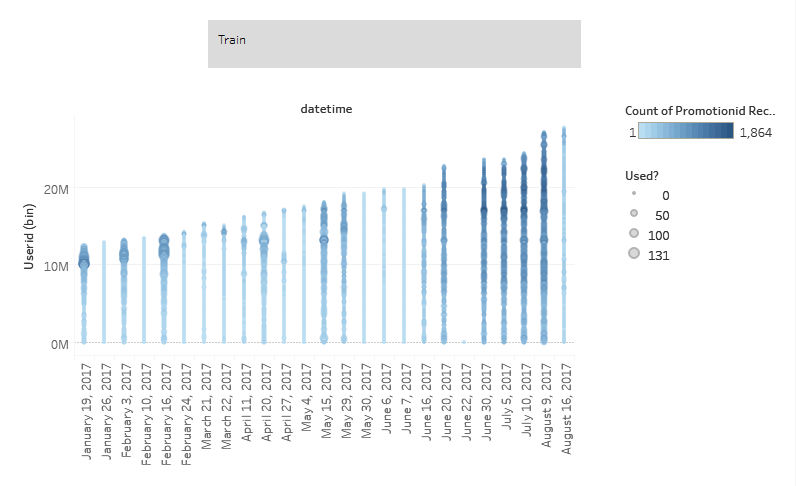 Train
datetime
Count of Promotionid Rec..
1
1,864
Used?
0
50
100
131
Userid (bin)
20M
10M
0M
January 19, 2017
January 26, 2017
February 3, 2017
February 10, 2017
February 16, 2017
February 24, 2017
March 21, 2017
March 22, 2017
April 11, 2017
April 20, 2017
April 27, 2017
May 4, 2017
May 15, 2017
May 29, 2017
May 30, 2017
June 6, 2017
June 7, 2017
June 16, 2017
June 20, 2017
June 22, 2017
June 30, 2017
July 5, 2017
July 10, 2017
August 9, 2017
August 16, 2017